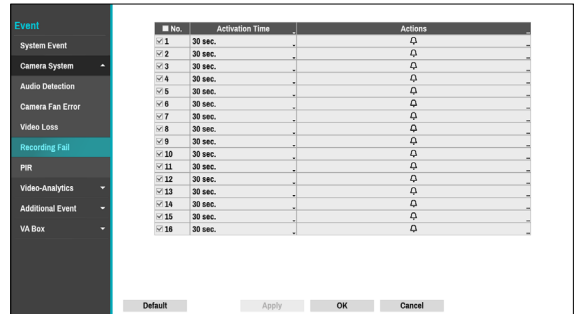 Event
System Event
Camera System
Audio Detection
Camera Fan Error
Video Loss
Recording Fail
PIR
Video-Analytics
Additional Event
VA Box
No. Activation Time Actions
1 30 sec.
2 30 sec.
3 30 sec.
4 30 sec.
5 30 sec.
6 30 sec.
7 30 sec.
8 30 sec.
9 30 sec.
10 30 sec.
11 30 sec.
12 30 sec.
13 30 sec.
14 30 sec.
15 30 sec.
16 30 sec.
Default Apply OK Cancel